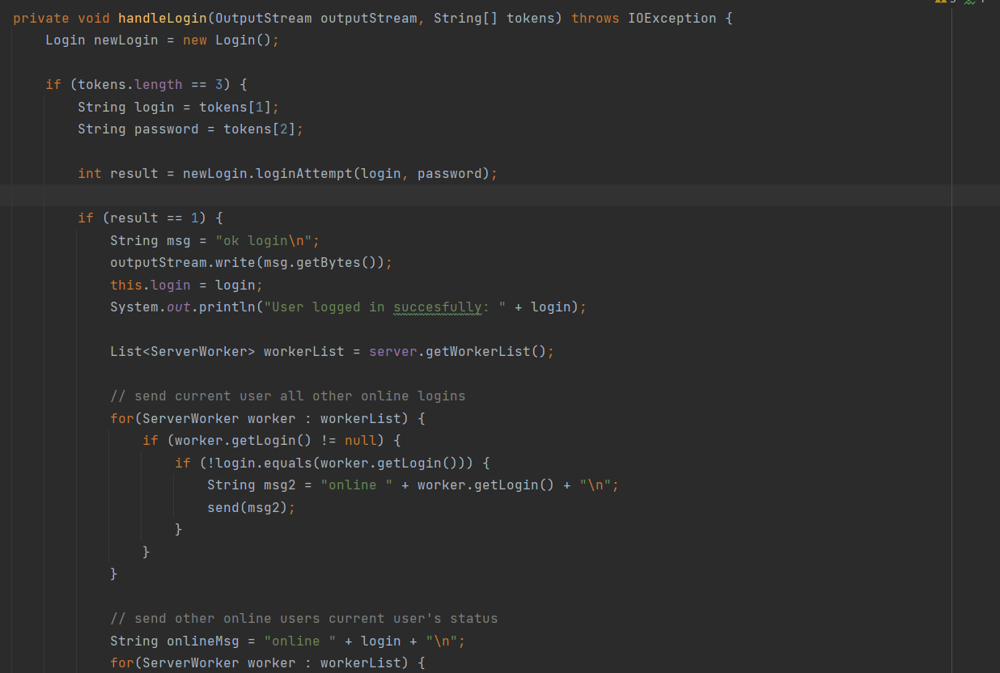 private void handleLogin(OutputStream outputStream, String[] tokens) throws IOException {
Login newLogin = new Login();
if (tokens.length == 3) {
String login = tokens[1];
String password = tokens[2];
int result = newLogin.loginAttempt(login, password);
if (result == 1) {
String msg = "ok login\n";
outputStream.write(msg.getBytes());
this.login = login;
System.out.println("User logged in succesfully: " + login);
List<ServerWorker> workerList = server.getWorkerList();
// send current user all other online logins
for(ServerWorker worker : workerList) {
if (worker.getLogin() != null) {
if (!login.equals(worker.getLogin())) {
String msg2 = "online " + worker.getLogin() + "\n";
send(msg2);
}
}
}
// send other online users current user's status
String onlineMsg = "online " + login + "\n";
for(ServerWorker worker : workerList) {